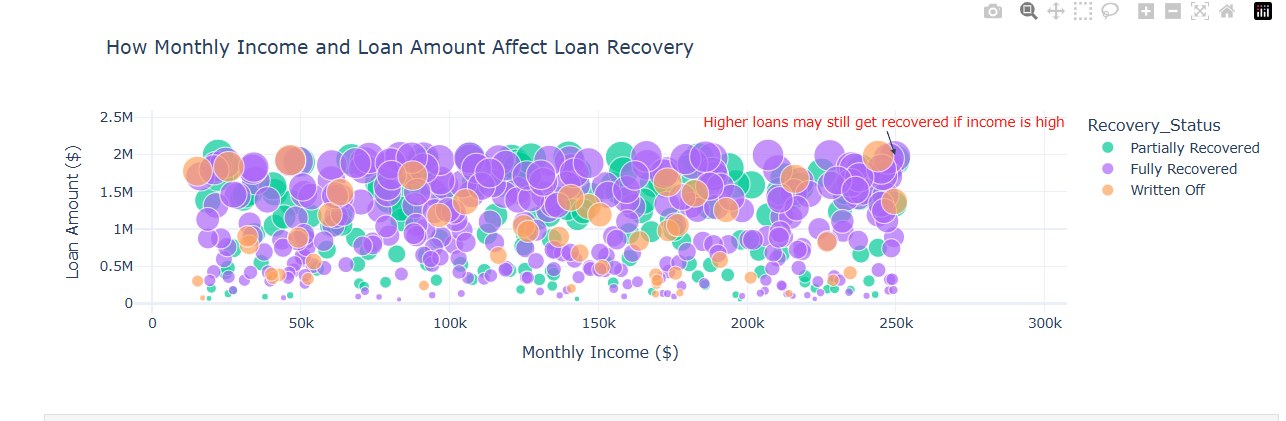 How Monthly Income and Loan Amount Affect Loan Recovery
Higher loans may still get recovered if income is high
Recovery_Status
Partially Recovered
Fully Recovered
Written Off
Loan Amount ($)
2.5M
2M
1.5M
1M
0.5M
0
0 50k 100k 150k 200k 250k 300k
Monthly Income ($)